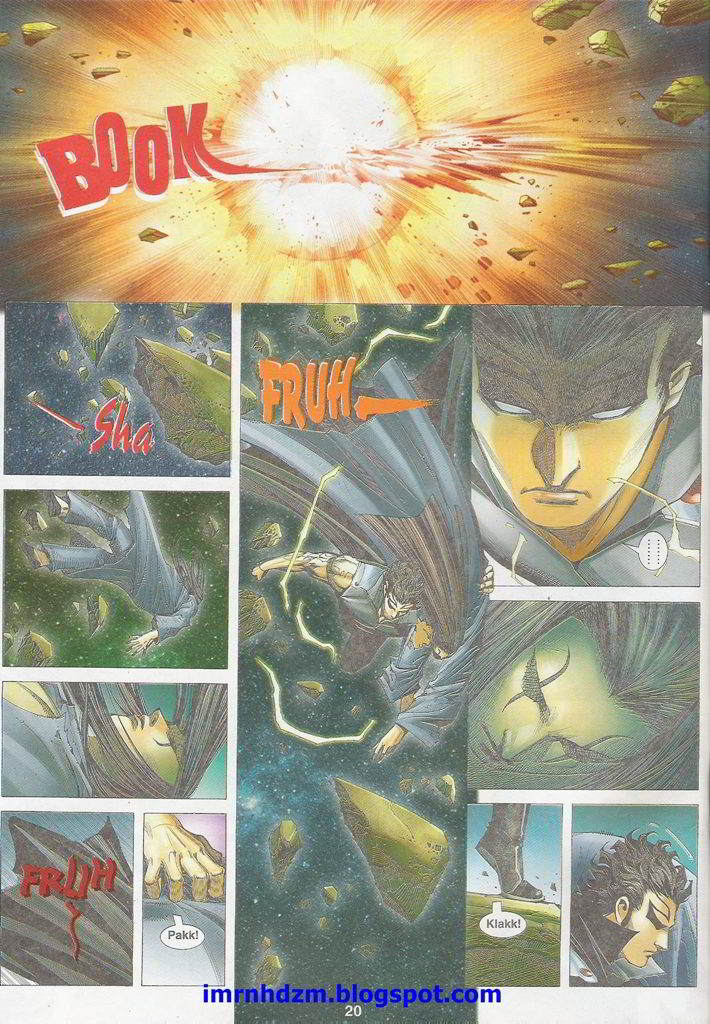 BOOM
Sha
FRUH
.......
FRUH
Pakk!
Klakk!
imrnhdzm.blogspot.com
20